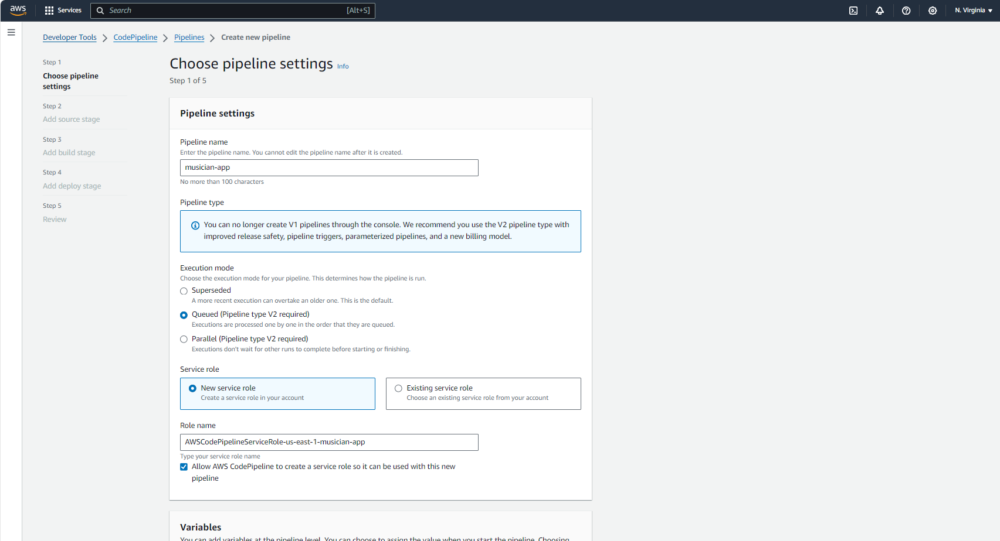 aws
Services
Search [Alt+S]
N. Virginia
Developer Tools
CodePipeline
Pipelines
Create new pipeline
Step 1
Choose pipeline
settings
Step 2
Add source stage
Step 3
Add build stage
Step 4
Add deploy stage
Step 5
Review
Choose pipeline settings Info
Step 1 of 5
Pipeline settings
Pipeline name
Enter the pipeline name. You cannot edit the pipeline name after it is created.
musician-app
No more than 100 characters
Pipeline type
You can no longer create V1 pipelines through the console. We recommend you use the V2 pipeline type with
improved release safety, pipeline triggers, parameterized pipelines, and a new billing model.
Execution mode
Choose the execution mode for your pipeline. This determines how the pipeline is run.
Superseded
A more recent execution can overtake an older one. This is the default.
Queued (Pipeline type V2 required)
Executions are processed one by one in the order that they are queued.
Parallel (Pipeline type V2 required)
Executions don't wait for other runs to complete before starting or finishing.
Service role
New service role
Create a service role in your account
Existing service role
Choose an existing service role from your account
Role name
AWSCodePipelineServiceRole-us-east-1-musician-app
Type your service role name
Allow AWS CodePipeline to create a service role so it can be used with this new
pipeline
Variables
You can add variables at the pipeline level. You can choose to assign the value when you start the pipeline. Choosing